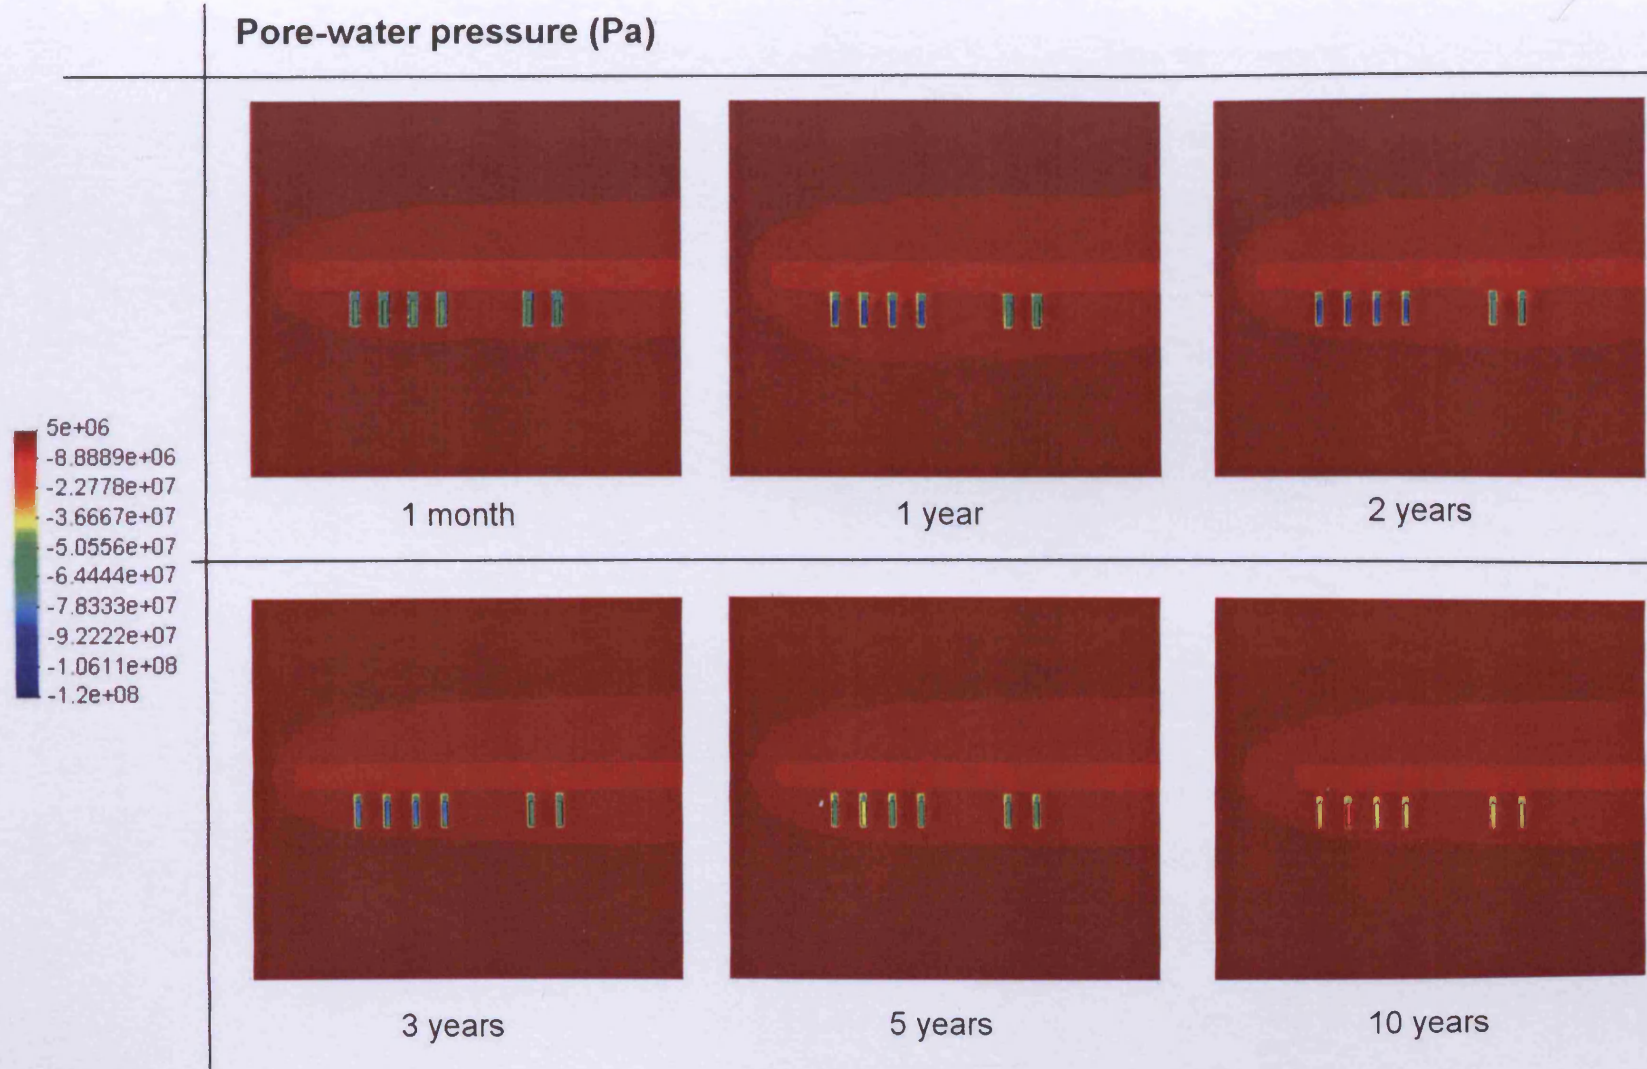 Pore-water pressure (Pa)
1 month
1 year
2 years
5e+06
-8.8889e+06
-2.2778e+07
-3.6667e+07
-5.0556e+07
-6.4444e+07
-7.8333e+07
-9.2222e+07
-1.0611e+08
-1.2e+08
3 years
5 years
10 years